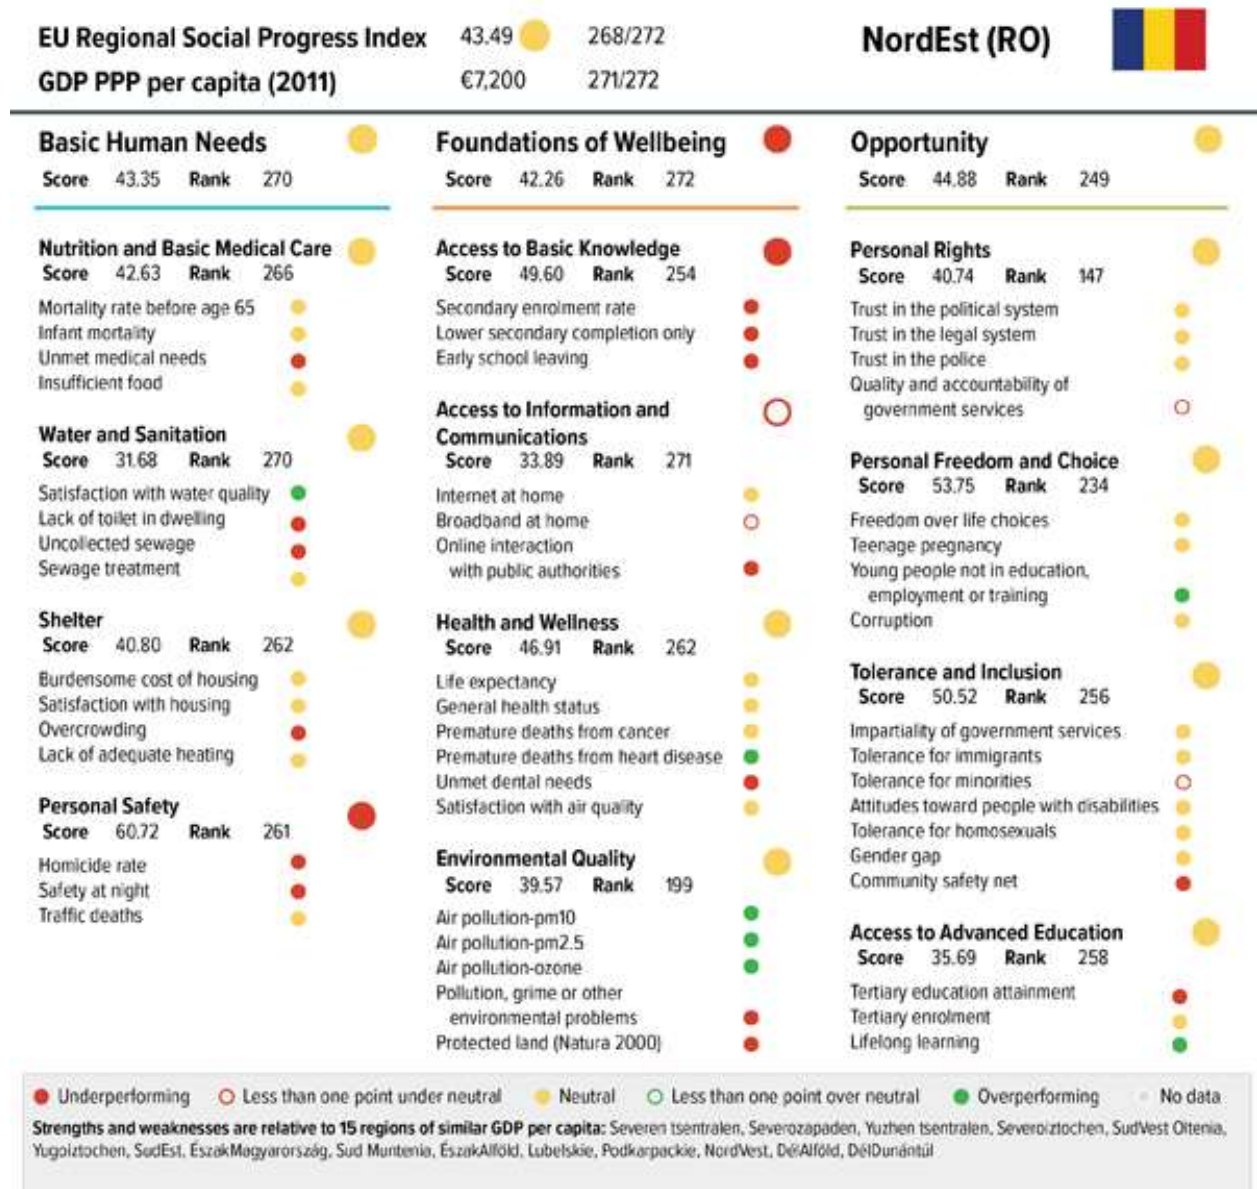 EU Regional Social Progress Index 43.49 268/272
GDP PPP per capita (2011) €7,200 271/272
NordEst (RO)
Basic Human Needs
Score 43.35 Rank 270
Nutrition and Basic Medical Care
Score 42.63 Rank 266
Mortality rate before age 65
Infant mortality
Unmet medical needs
Insufficient food
Water and Sanitation
Score 31.68 Rank 270
Satisfaction with water quality
Lack of toilet in dwelling
Uncollected sewage
Sewage treatment
Shelter
Score 40.80 Rank 262
Burdensome cost of housing
Satisfaction with housing
Overcrowding
Lack of adequate heating
Personal Safety
Score 60.72 Rank 261
Homicide rate
Safety at night
Traffic deaths
Foundations of Wellbeing
Score 42.26 Rank 272
Access to Basic Knowledge
Score 49.60 Rank 254
Secondary enrolment rate
Lower secondary completion only
Early school leaving
Access to Information and
Communications
Score 33.89 Rank 271
Internet at home
Broadband at home
Online interaction
with public authorities
Health and Wellness
Score 46.91 Rank 262
Life expectancy
General health status
Premature deaths from cancer
Premature deaths from heart disease
Unmet dental needs
Satisfaction with air quality
Environmental Quality
Score 39.57 Rank 199
Air pollution-pm10
Air pollution-pm2.5
Air pollution-ozone
Pollution, grime or other
environmental problems
Protected land (Natura 2000)
Opportunity
Score 44.88 Rank 249
Personal Rights
Score 40.74 Rank 147
Trust in the political system
Trust in the legal system
Trust in the police
Quality and accountability of
government services
Personal Freedom and Choice
Score 53.75 Rank 234
Freedom over life choices
Teenage pregnancy
Young people not in education,
employment or training
Corruption
Tolerance and Inclusion
Score 50.52 Rank 256
Impartiality of government services
Tolerance for immigrants
Tolerance for minorities
Attitudes toward people with disabilities
Tolerance for homosexuals
Gender gap
Community safety net
Access to Advanced Education
Score 35.69 Rank 258
Tertiary education attainment
Tertiary enrolment
Lifelong learning
Underperforming Less than one point under neutral Neutral Less than one point over neutral Overperforming No data
Strengths and weaknesses are relative to 15 regions of similar GDP per capita: Severen tsentralen, Severozapaden, Yuzhen tsentralen, Severoiztochen, SudVest Oltenia,
Yugoiztochen, SudEst, ÉszakMagyarország, Sud Muntenia, ÉszakAlföld, Lubelskie, Podkarpackie, NordVest, DélAlföld, DélDunántúl